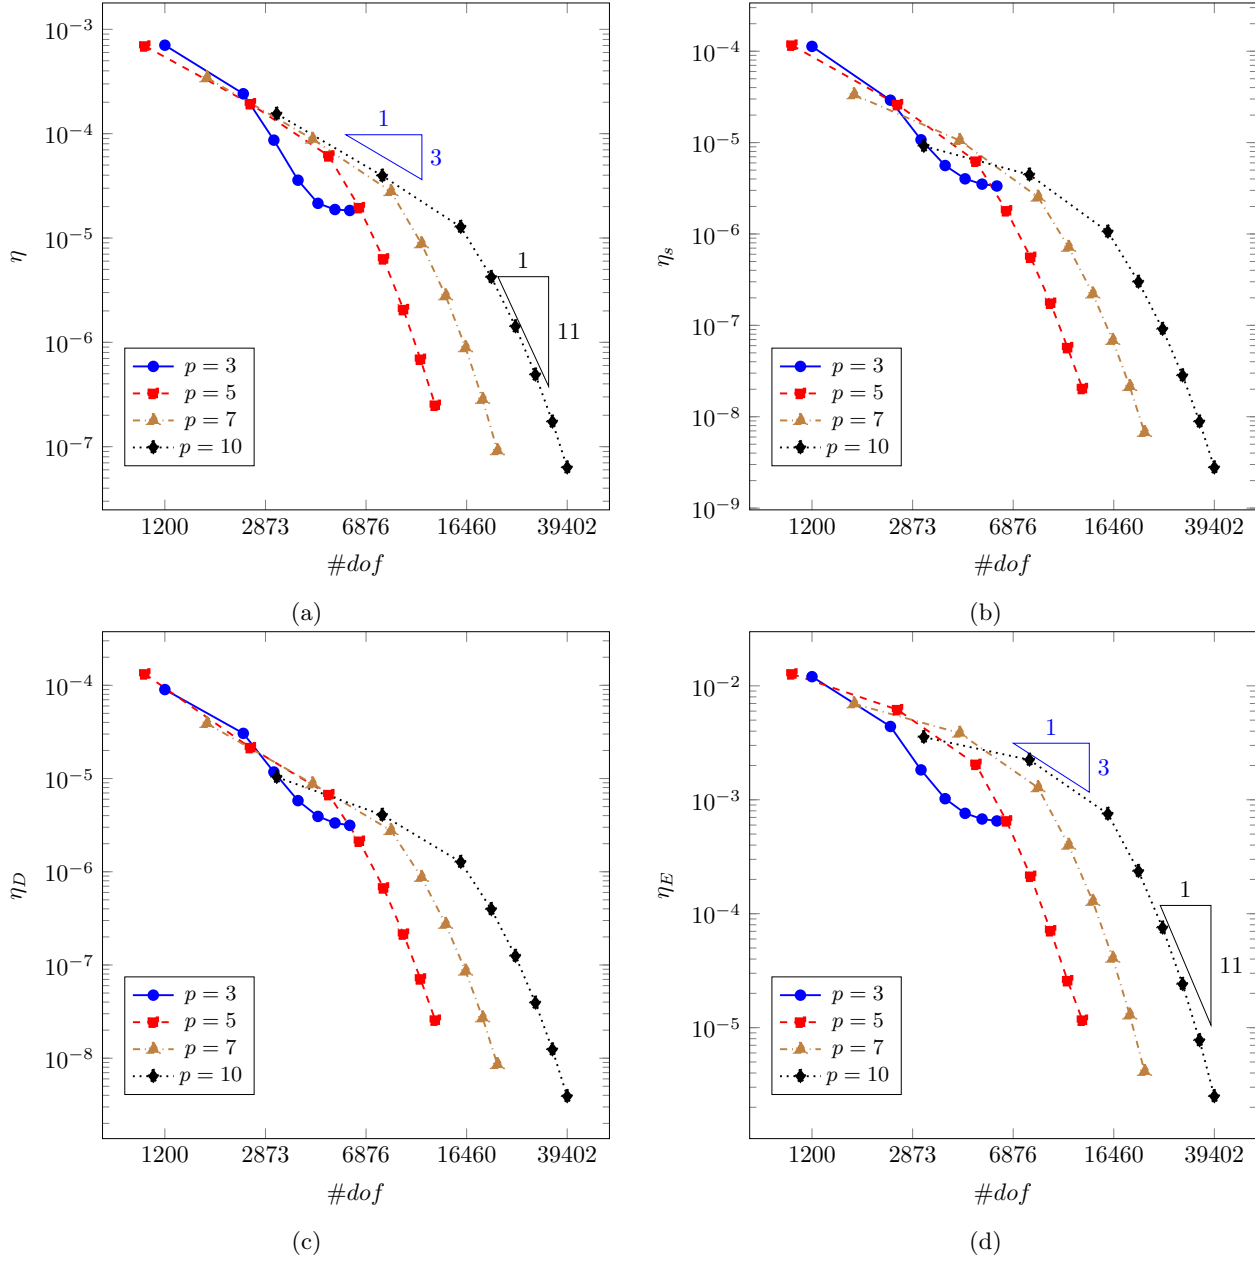 10−3
10−4
10−5
10−6
10−7
η
1
3
1
11
p = 3
p = 5
p = 7
p = 10
1200 2873 6876 16460 39402
#dof
(a)
10−4
10−5
10−6
10−7
10−8
10−9
ηs
p = 3
p = 5
p = 7
p = 10
1200 2873 6876 16460 39402
#dof
(b)
10−4
10−5
10−6
10−7
10−8
ηD
p = 3
p = 5
p = 7
p = 10
1200 2873 6876 16460 39402
#dof
(c)
10−2
10−3
10−4
10−5
ηE
1
3
1
11
p = 3
p = 5
p = 7
p = 10
1200 2873 6876 16460 39402
#dof
(d)